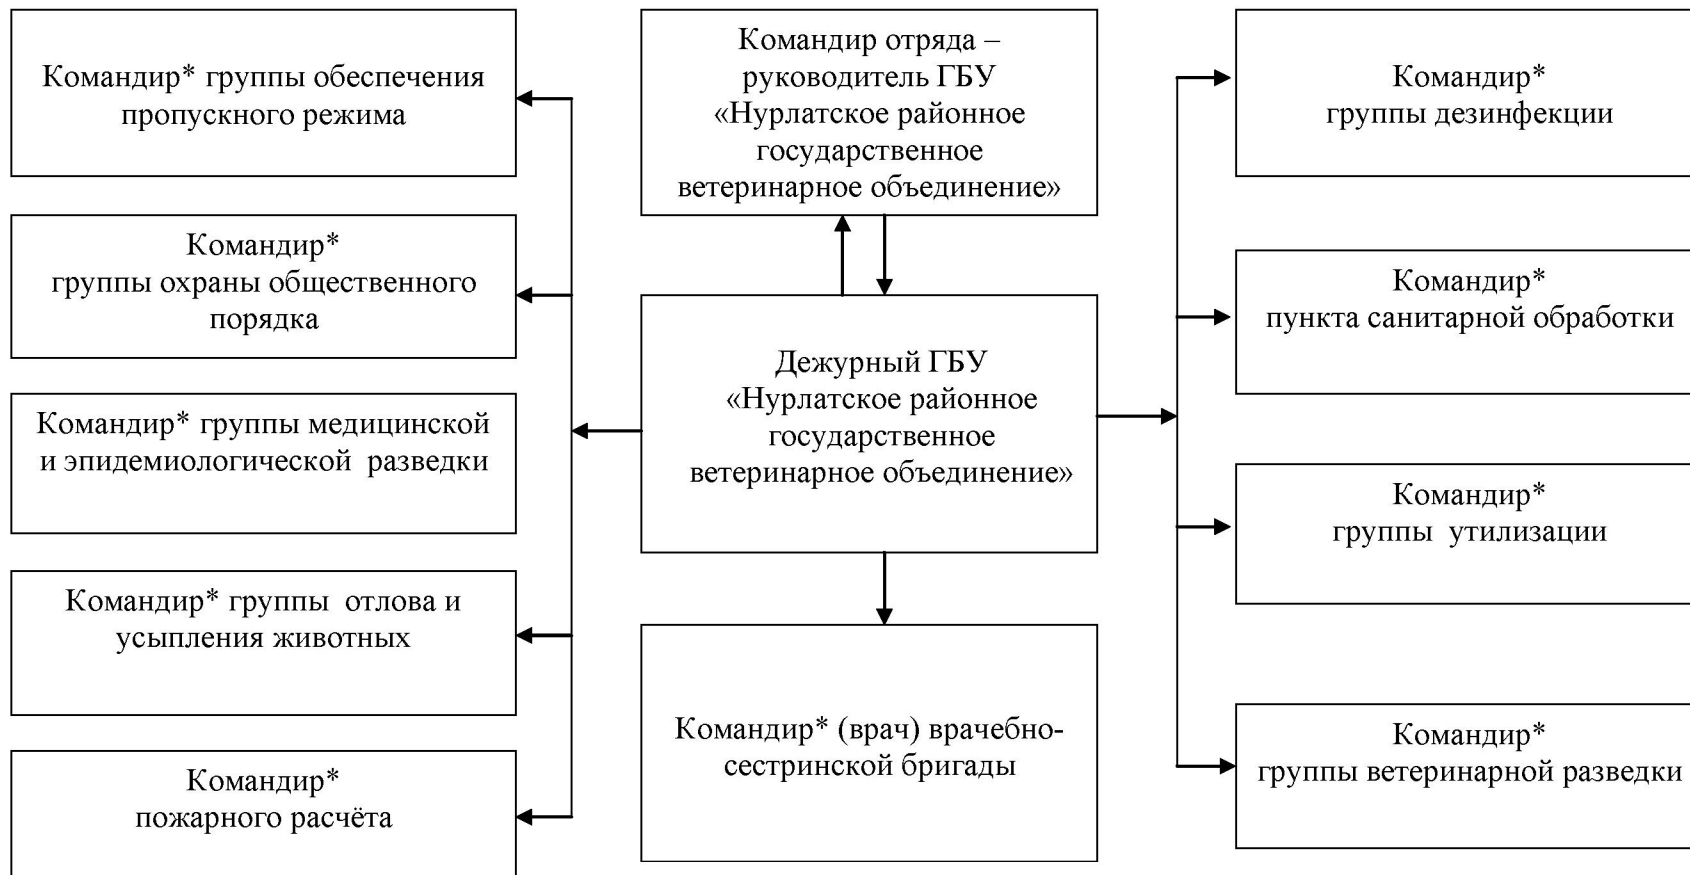 Командир* группы обеспечения
пропускного режима
Командир*
группы охраны общественного
порядка
Командир* группы медицинской
и эпидемиологической разведки
Командир* группы отлова и
усыпления животных
Командир*
пожарного расчёта
Командир отряда –
руководитель ГБУ
«Нурлатское районное
государственное
ветеринарное объединение»
Дежурный ГБУ
«Нурлатское районное
государственное
ветеринарное объединение»
Командир* (врач) врачебно-
сестринской бригады
Командир*
группы дезинфекции
Командир*
пункта санитарной обработки
Командир*
группы утилизации
Командир*
группы ветеринарной разведки